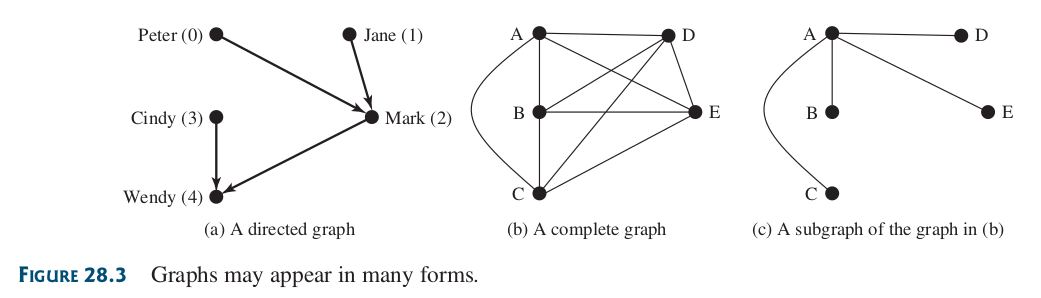 Peter (0)
Jane (1)
Cindy (3)
Mark (2)
Wendy (4)
(a) A directed graph
A
D
B
E
C
(b) A complete graph
A
D
B
E
C
(c) A subgraph of the graph in (b)
FIGURE 28.3 Graphs may appear in many forms.